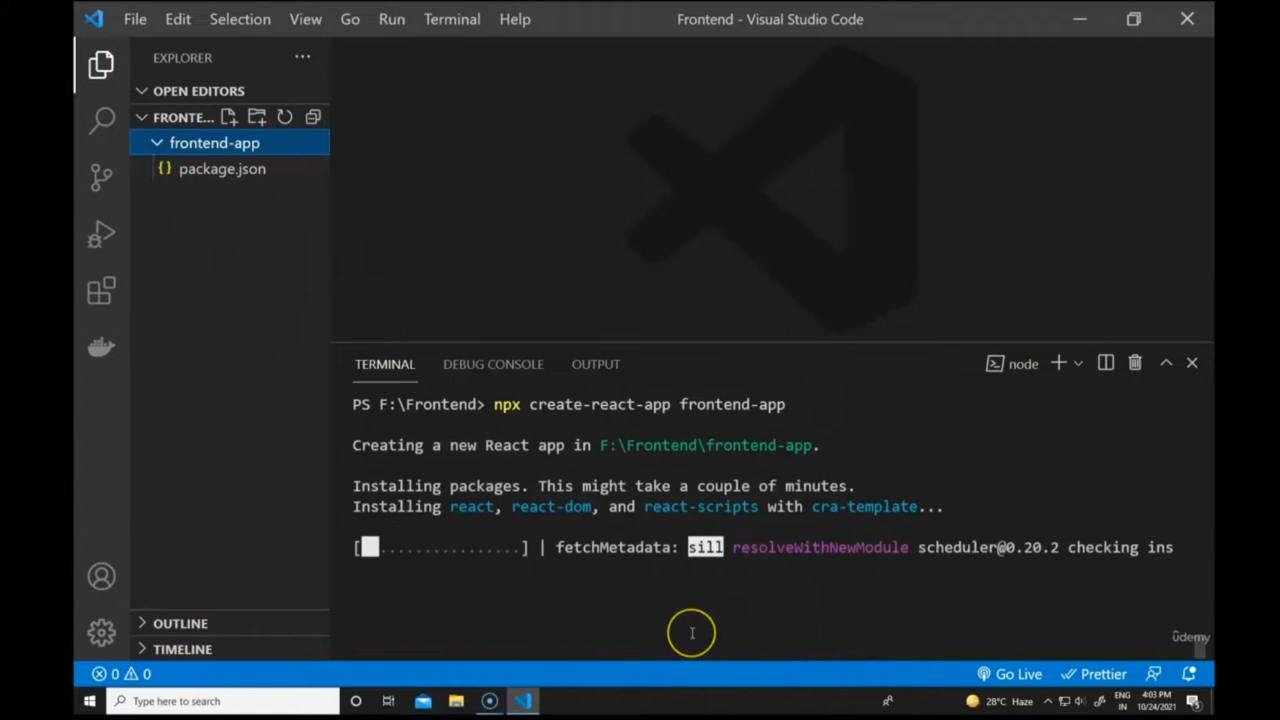 File Edit Selection View Go Run Terminal Help
Frontend - Visual Studio Code
EXPLORER
OPEN EDITORS
FRONTE...
frontend-app
{} package.json
OUTLINE
TIMELINE
TERMINAL DEBUG CONSOLE OUTPUT
node
PS F:\Frontend> npx create-react-app frontend-app
Creating a new React app in F:\Frontend\frontend-app.
Installing packages. This might take a couple of minutes.
Installing react, react-dom, and react-scripts with cra-template...
[ ................] | fetchMetadata: sill resolveWithNewModule scheduler@0.20.2 checking ins
ûdemy
0 0
Go Live Prettier
Type here to search
28°C Haze
ENG
IN
4:03 PM
10/24/2021